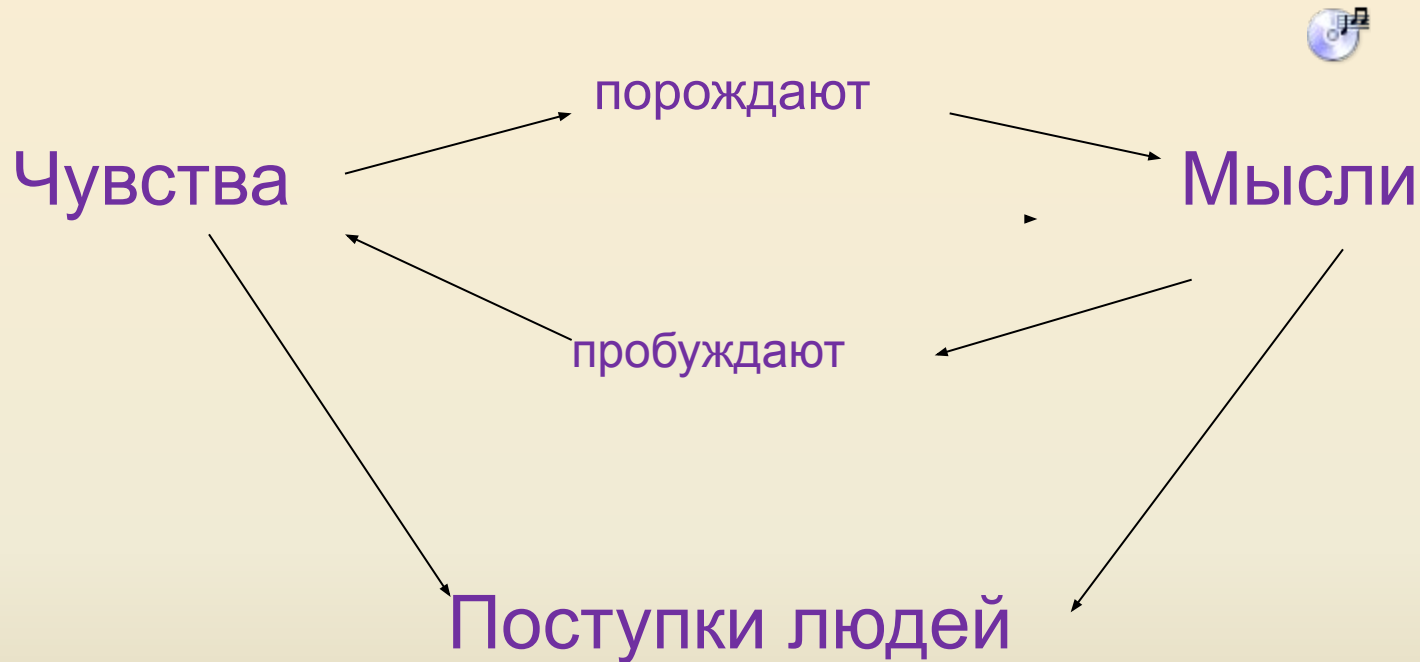 порождают
Чувства Мысли
пробуждают
Поступки людей